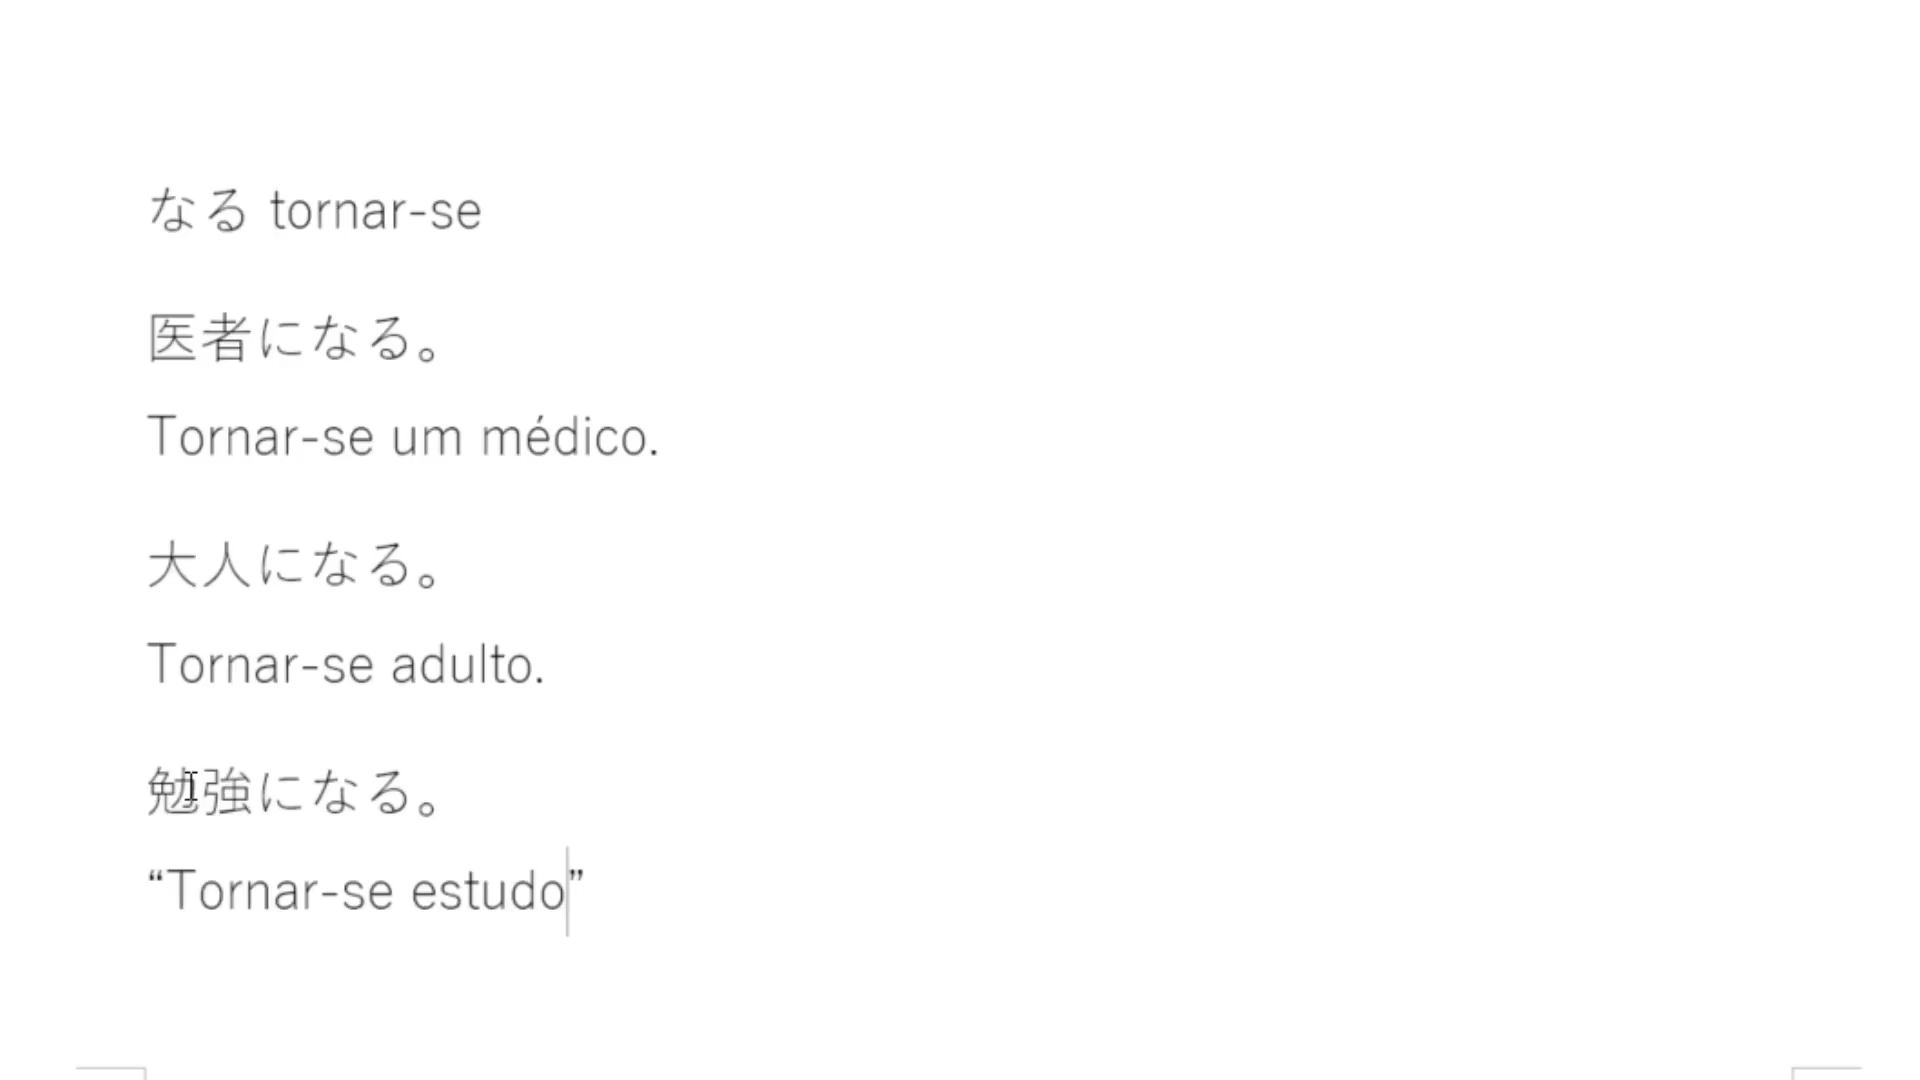 なる tornar-se
医者になる。
Tornar-se um médico.
大人になる。
Tornar-se adulto.
勉強になる。
“Tornar-se estudo”